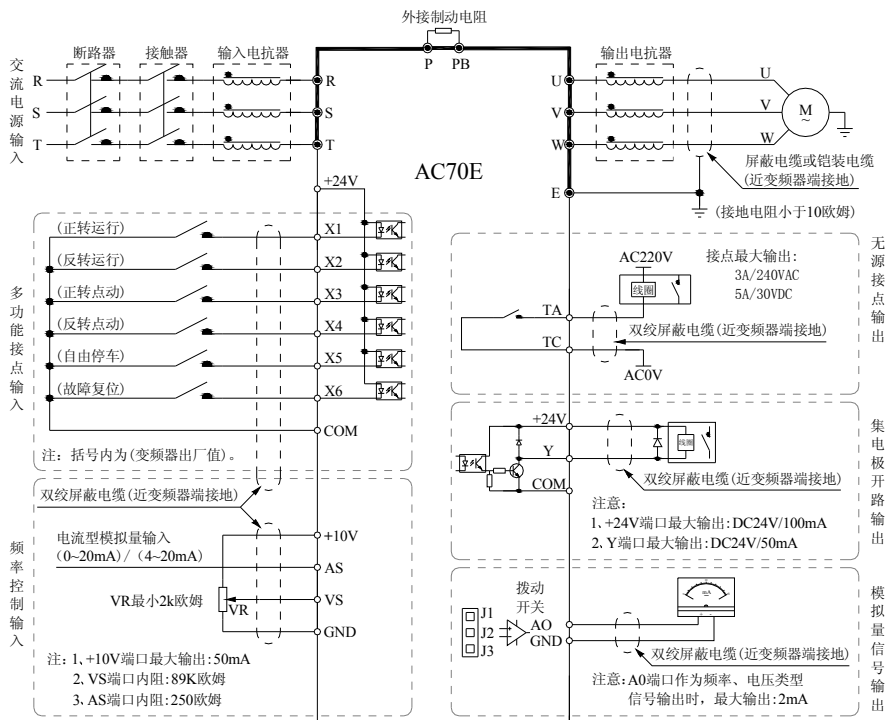 外接制动电阻
P PB
断路器 接触器 输入电抗器
交流电源输入
R R
S S
T T
输出电抗器
U U
V V
W W
M
~
E
AC70E
屏蔽电缆或铠装电缆
(近变频器端接地)
(接地电阻小于10欧姆)
+24V
多功能接点输入
(正转运行) X1
(反转运行) X2
(正转点动) X3
(反转点动) X4
(自由停车) X5
(故障复位) X6
COM
注：括号内为(变频器出厂值)。
双绞屏蔽电缆(近变频器端接地)
频率控制输入
电流型模拟量输入
(0~20mA)/（4~20mA)
+10V
AS
VR最小2k欧姆
VR
VS
GND
注: 1、+10V端口最大输出:50mA
2、VS端口内阻:89K欧姆
3、AS端口内阻:250欧姆
无源接点输出
AC220V
接点最大输出:
3A/240VAC
5A/30VDC
线圈
TA
双绞屏蔽电缆(近变频器端接地)
TC
AC0V
集电极开路输出
+24V
Y
线圈
COM
双绞屏蔽电缆(近变频器端接地)
注意:
1、+24V端口最大输出:DC24V/100mA
2、Y端口最大输出:DC24V/50mA
模拟量信号输出
拨动
开关
mA
J1
J2
J3
AO
GND
双绞屏蔽电缆(近变频器端接地)
注意:A0端口作为频率、电压类型
信号输出时，最大输出:2mA